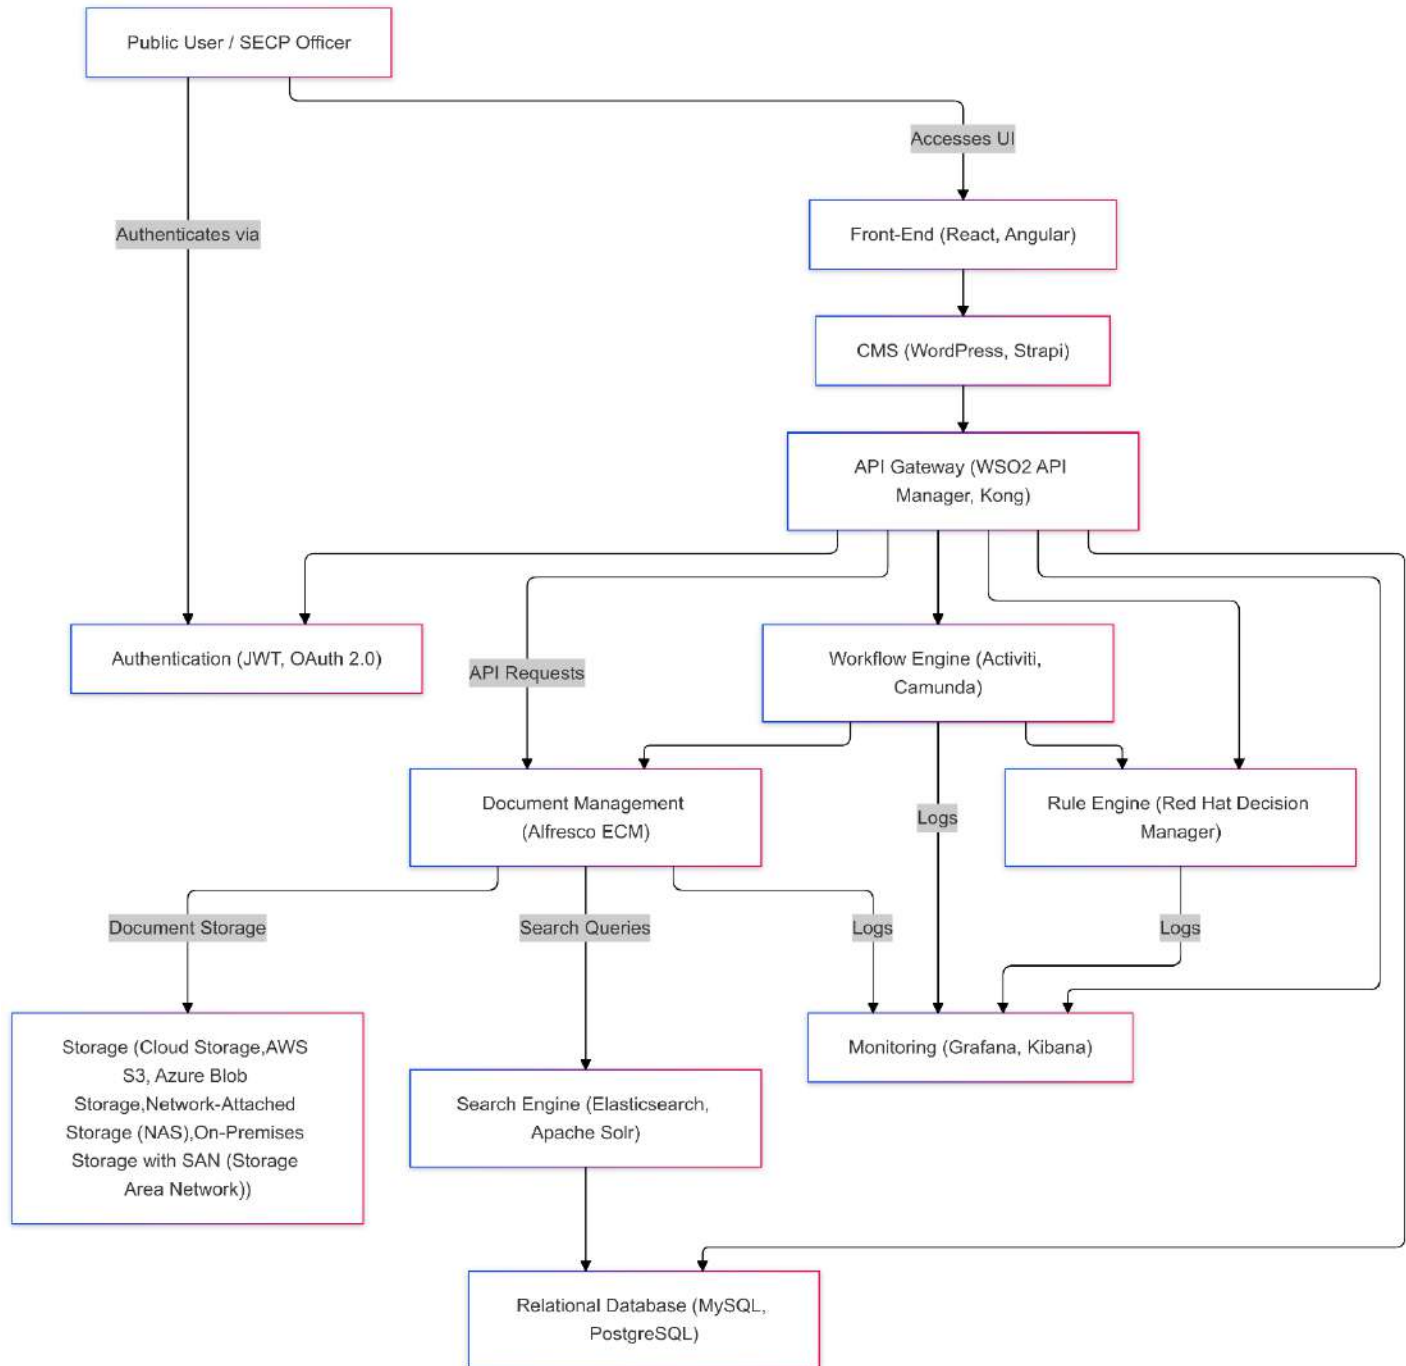 Public User / SECP Officer
Accesses UI
Authenticates via
Front-End (React, Angular)
CMS (WordPress, Strapi)
API Gateway (WSO2 API
Manager, Kong)
Authentication (JWT, OAuth 2.0)
API Requests
Workflow Engine (Activiti,
Camunda)
Document Management
(Alfresco ECM)
Logs
Rule Engine (Red Hat Decision
Manager)
Document Storage
Search Queries
Logs
Logs
Storage (Cloud Storage,AWS
S3, Azure Blob
Storage,Network-Attached
Storage (NAS),On-Premises
Storage with SAN (Storage
Area Network))
Monitoring (Grafana, Kibana)
Search Engine (Elasticsearch,
Apache Solr)
Relational Database (MySQL,
PostgreSQL)